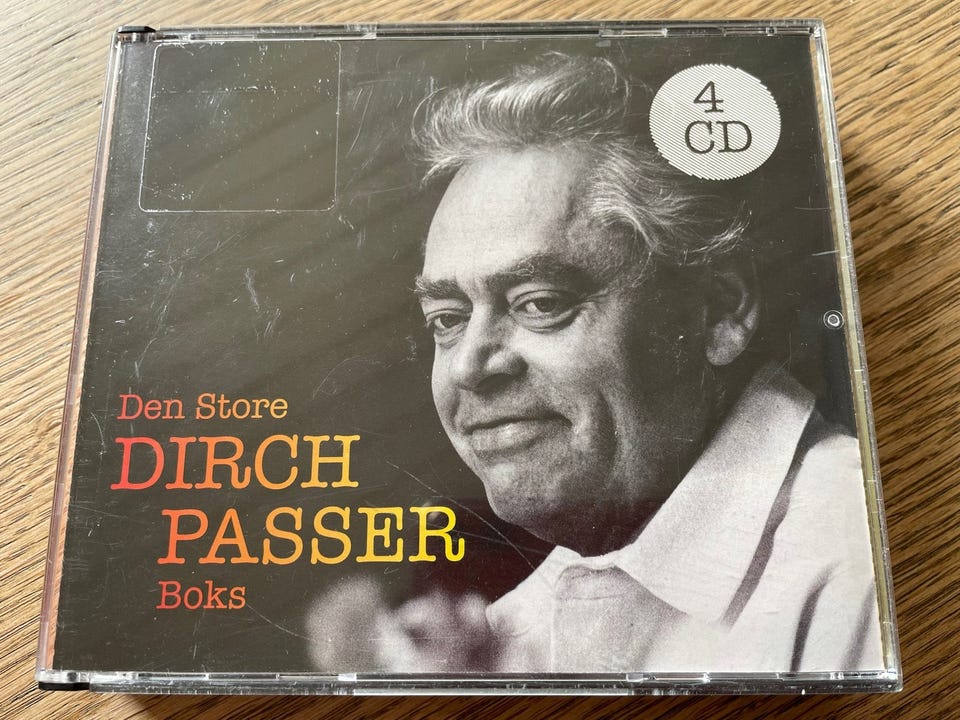 4
CD
Den Store
DIRCH
PASSER
Boks